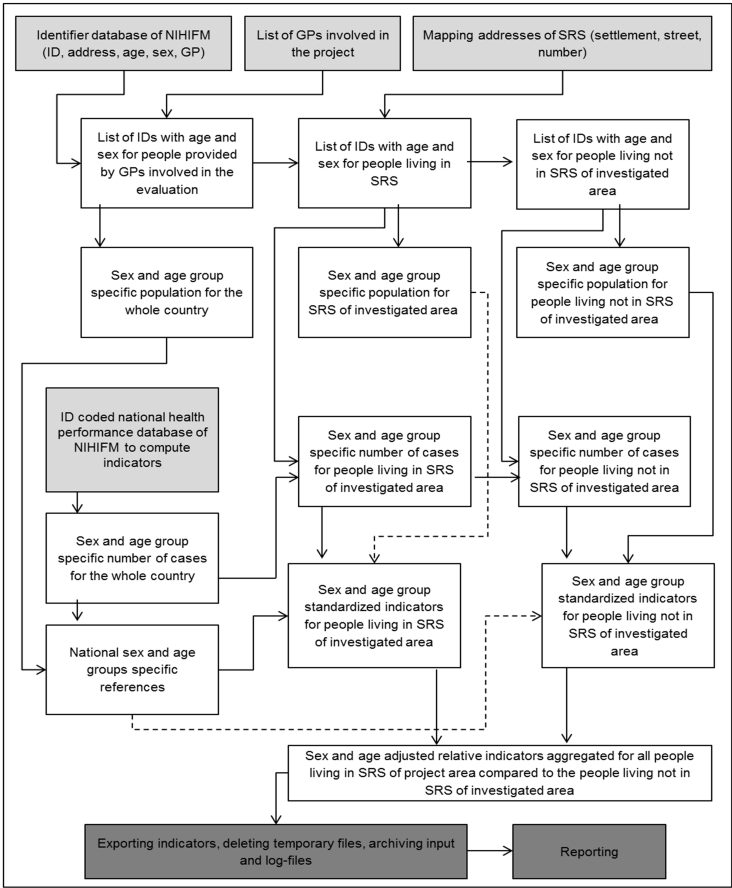 Identifier database of NIHIFM
(ID, address, age, sex, GP)
List of GPs involved in
the project
Mapping addresses of SRS (settlement, street,
number)
List of IDs with age and
sex for people provided
by GPs involved in the
evaluation
List of IDs with age and
sex for people living in
SRS
List of IDs with age and
sex for people living not
in SRS of investigated
area
Sex and age group
specific population for the
whole country
Sex and age group
specific population for
SRS of investigated area
Sex and age group
specific population for
people living not in SRS
of investigated area
ID coded national health
performance database of
NIHIFM to compute
indicators
Sex and age group
specific number of cases
for people living in SRS
of investigated area
Sex and age group
specific number of cases
for people living not in
SRS of investigated area
Sex and age group
specific number of cases
for the whole country
Sex and age group
standardized indicators
for people living in SRS
of investigated area
Sex and age group
standardized indicators
for people living not in
SRS of investigated
area
National sex and age
groups specific
references
Sex and age adjusted relative indicators aggregated for all people
living in SRS of project area compared to the people living not in
SRS of investigated area
Exporting indicators, deleting temporary files, archiving input
and log-files
Reporting